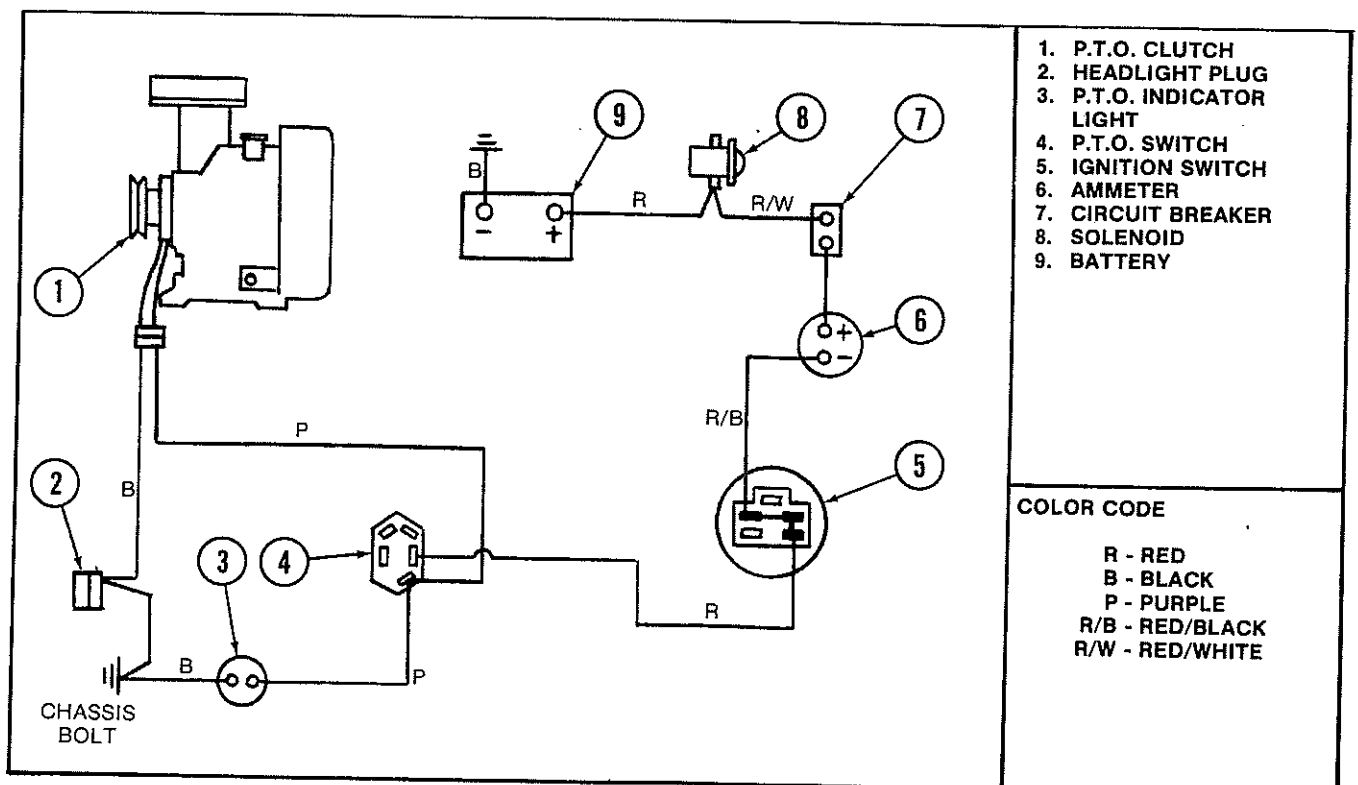 9
8
7
B
R
R/W
-
+
1
6
+
-
R/B
P
5
2
B
3
4
R
B
P
CHASSIS
BOLT
1. P.T.O. CLUTCH
2. HEADLIGHT PLUG
3. P.T.O. INDICATOR
LIGHT
4. P.T.O. SWITCH
5. IGNITION SWITCH
6. AMMETER
7. CIRCUIT BREAKER
8. SOLENOID
9. BATTERY
COLOR CODE
R - RED
B - BLACK
P - PURPLE
R/B - RED/BLACK
R/W - RED/WHITE